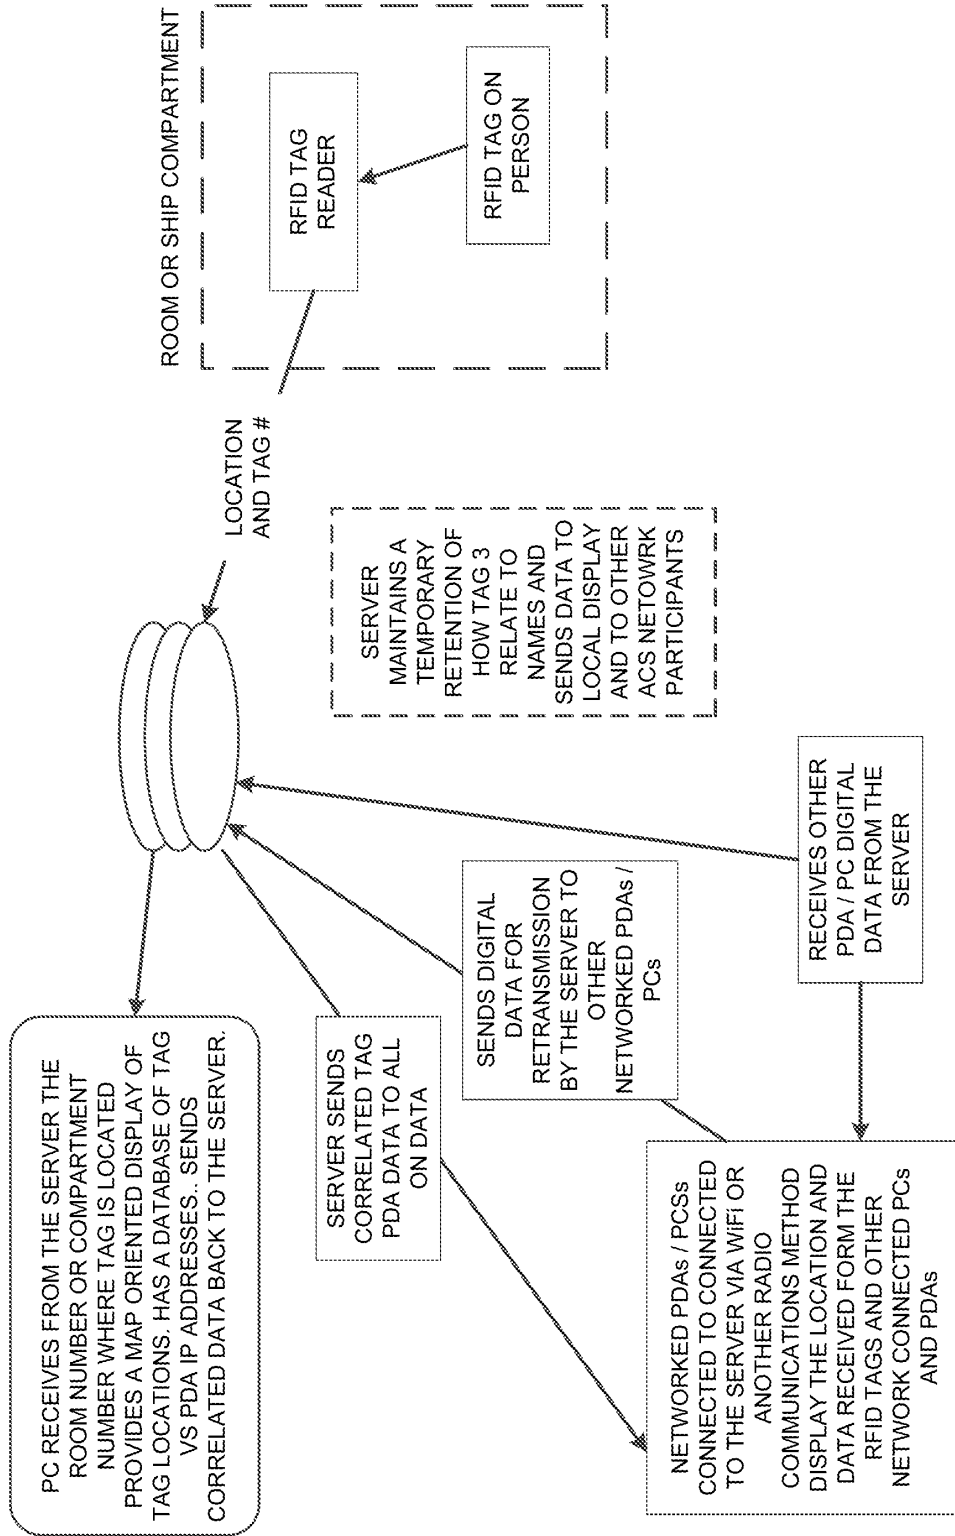 PC RECEIVES FROM THE SERVER THE
ROOM NUMBER OR COMPARTMENT
NUMBER WHERE TAG IS LOCATED
PROVIDES A MAP ORIENTED DISPLAY OF
TAG LOCATIONS. HAS A DATABASE OF TAG
VS PDA IP ADDRESSES. SENDS
CORRELATED DATA BACK TO THE SERVER.
ROOM OR SHIP COMPARTMENT
RFID TAG
READER
RFID TAG ON
PERSON
LOCATION
AND TAG #
SERVER
MAINTAINS A
TEMPORARY
RETENTION OF
HOW TAG 3
RELATE TO
NAMES AND
SENDS DATA TO
LOCAL DISPLAY
AND TO OTHER
ACS NETOWRK
PARTICIPANTS
SERVER SENDS
CORRELATED TAG
PDA DATA TO ALL
ON DATA
SENDS DIGITAL
DATA FOR
RETRANSMISSION
BY THE SERVER TO
OTHER
NETWORKED PDAs /
PCs
RECEIVES OTHER
PDA / PC DIGITAL
DATA FROM THE
SERVER
NETWORKED PDAs / PCSs
CONNECTED TO CONNECTED
TO THE SERVER VIA WiFi OR
ANOTHER RADIO
COMMUNICATIONS METHOD
DISPLAY THE LOCATION AND
DATA RECEIVED FORM THE
RFID TAGS AND OTHER
NETWORK CONNECTED PCs
AND PDAs